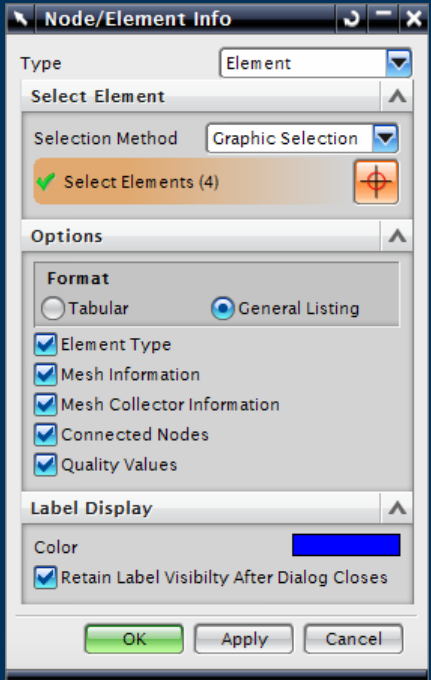 Node/Element Info
Type Element
Select Element
Selection Method Graphic Selection
Select Elements (4)
Options
Format
Tabular General Listing
Element Type
Mesh Information
Mesh Collector Information
Connected Nodes
Quality Values
Label Display
Color
Retain Label Visibilty After Dialog Closes
OK Apply Cancel